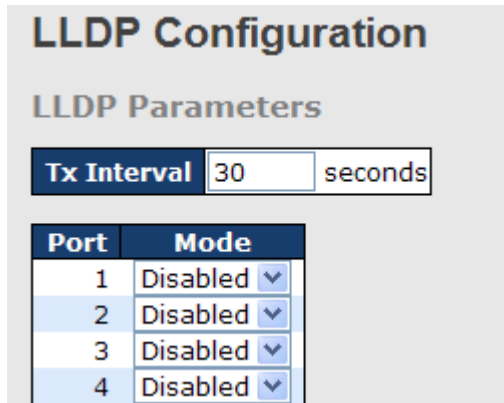 LLDP Configuration
LLDP Parameters
Tx Interval 30 seconds
Port Mode
1 Disabled
2 Disabled
3 Disabled
4 Disabled